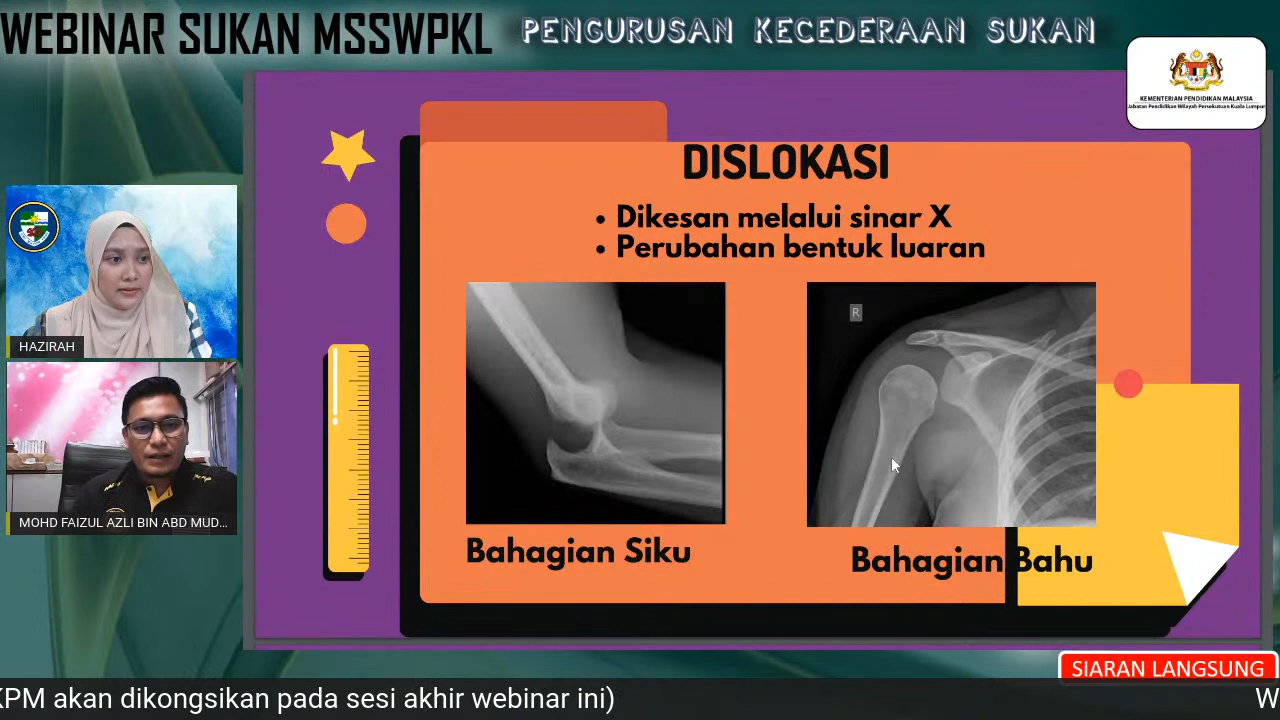 WEBINAR SUKAN MSSWPKL
PENGURUSAN KECEDERAAN SUKAN
KEMENTERIAN PENDIDIKAN MALAYSIA
Jabatan Pendidikan Wilayah Persekutuan Kuala Lumpur
DISLOKASI
• Dikesan melalui sinar X
• Perubahan bentuk luaran
R
HAZIRAH
MOHD FAIZUL AZLI BIN ABD MUD...
Bahagian Siku
Bahagian Bahu
SIARAN LANGSUNG
KPM akan dikongsikan pada sesi akhir webinar ini)
W